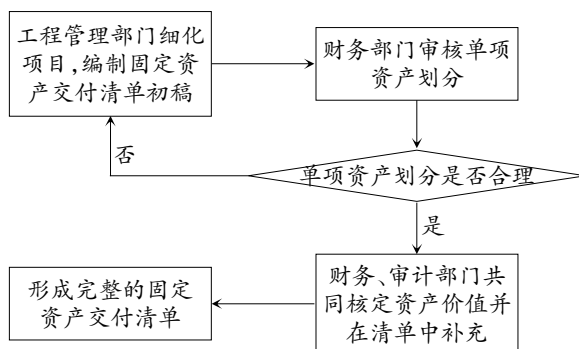 工程管理部门细化
项目,编制固定资
产交付清单初稿
财务部门审核单项
资产划分
否
单项资产划分是否合理
是
财务、审计部门共
同核定资产价值并
在清单中补充
形成完整的固定
资产交付清单